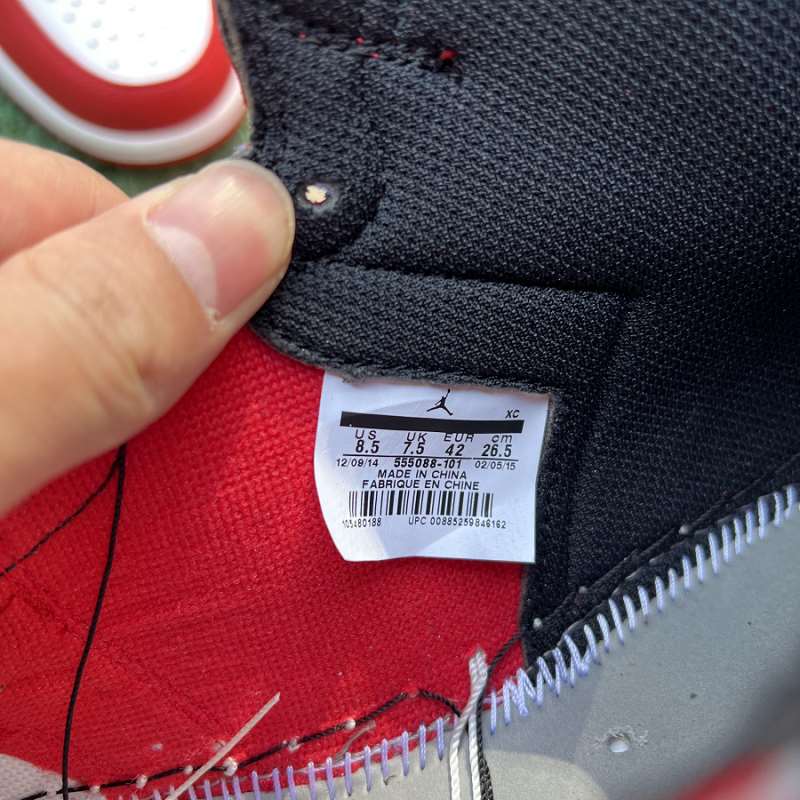 XC
US UK EUR cm
8.5 7.5 42 26.5
12/09/14 555088-101 02/05/15
MADE IN CHINA
FABRIQUE EN CHINE
105480188 UPC 00885259846162